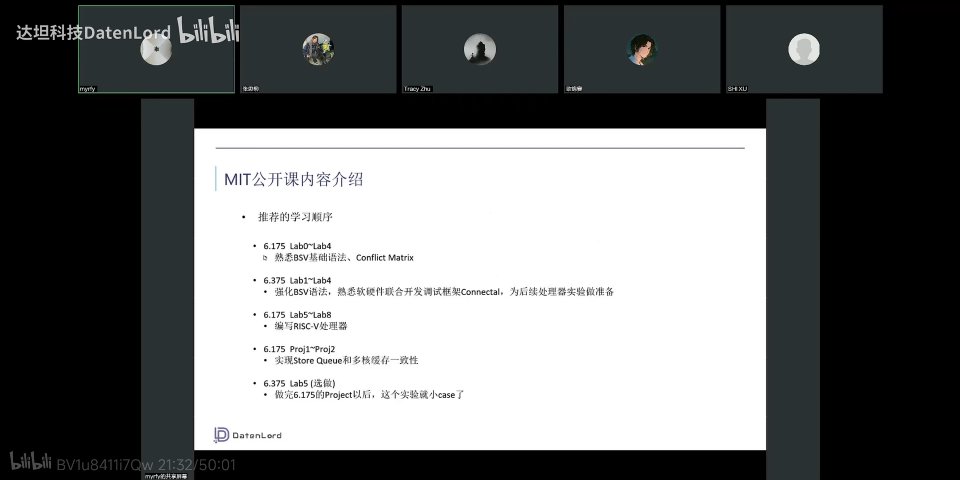 达坦科技DatenLord bilibili
myrfy
Tracy Zhu
SHI XU
MIT公开课内容介绍
• 推荐的学习顺序
• 6.175 Lab0~Lab4
熟悉BSV基础语法、Conflict Matrix
• 6.375 Lab1~Lab4
• 强化BSV语法，熟悉软硬件联合开发调试框架Connectal，为后续处理器实验做准备
• 6.175 Lab5~Lab8
• 编写RISC-V处理器
• 6.175 Proj1~Proj2
• 实现Store Queue和多核缓存一致性
• 6.375 Lab5 (选做)
• 做完6.175的Project以后，这个实验就小case了
DatenLord
bilibili BV1u8411i7Qw 21:32/50:01
myrfy的共享屏幕